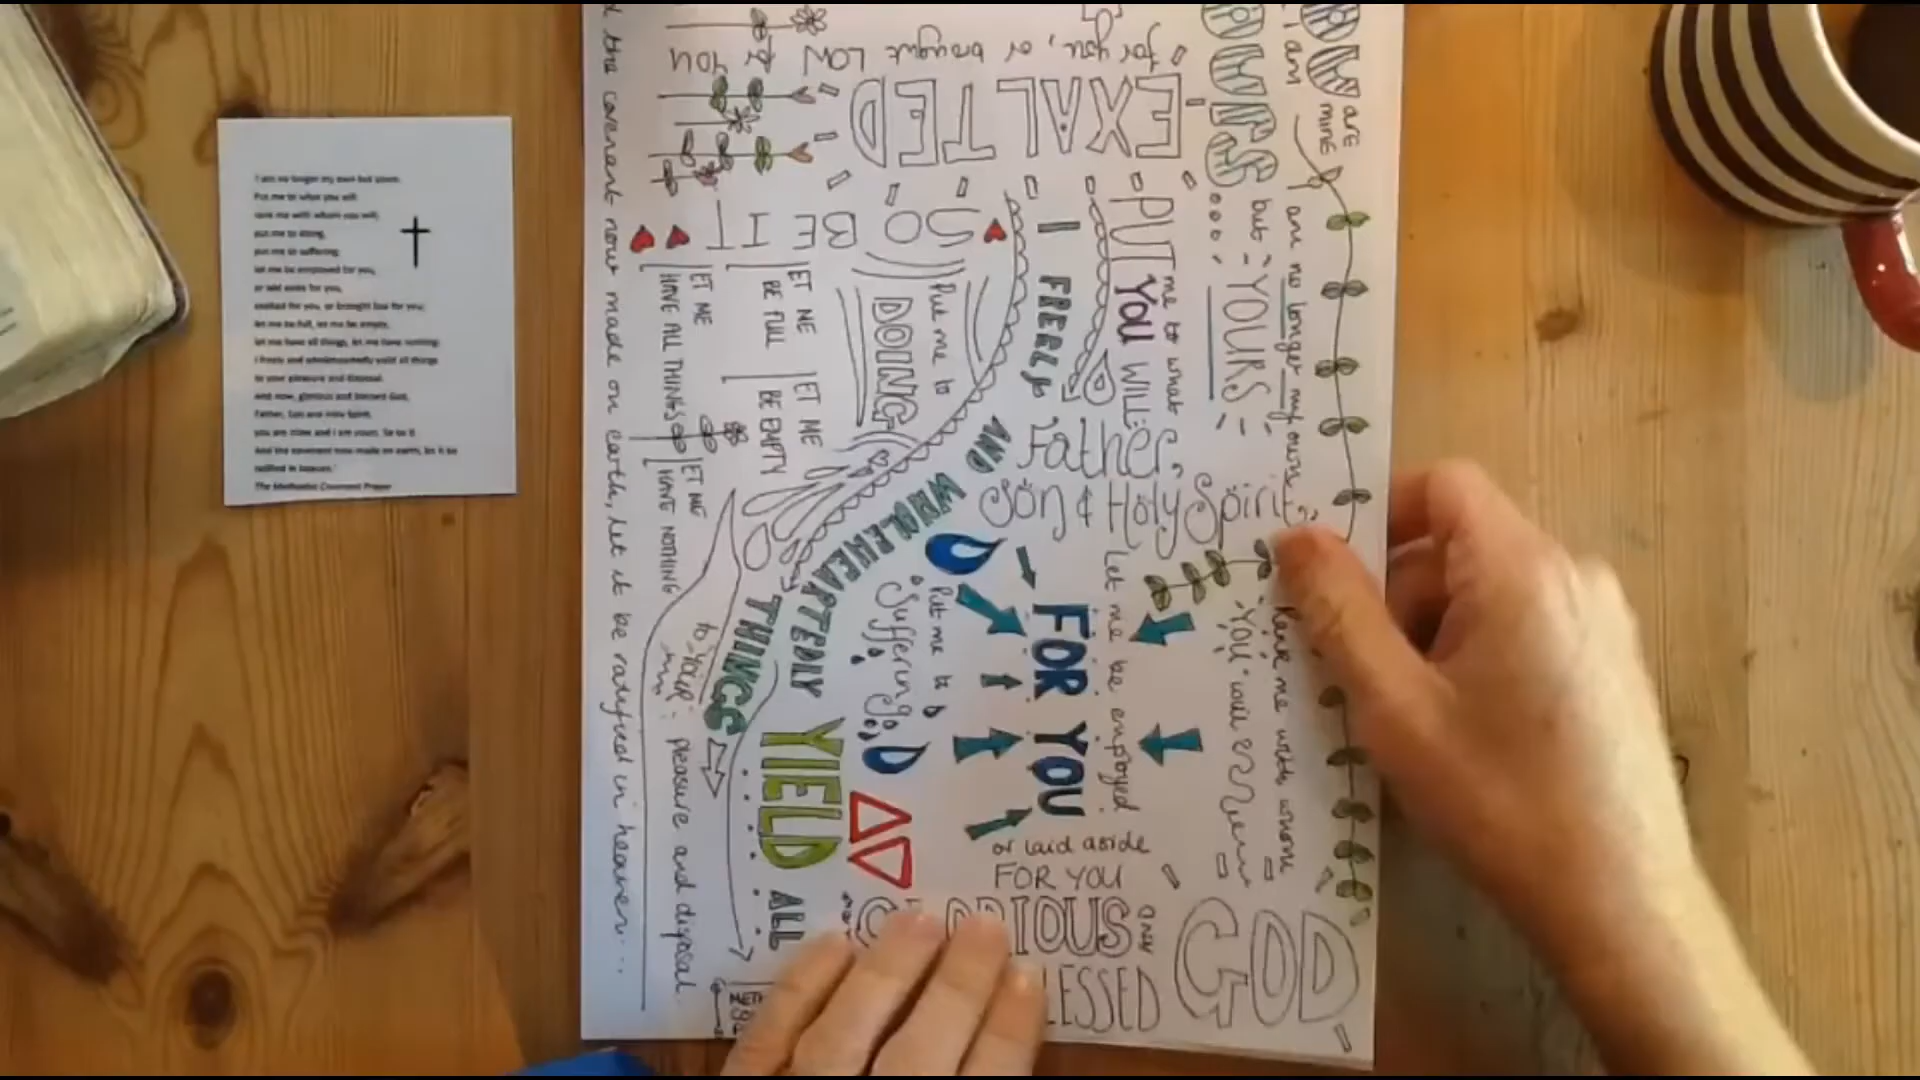 'I am no longer my own but yours.
Put me to what you will,
rank me with whom you will;
put me to doing,
put me to suffering;
let me be employed for you,
or laid aside for you,
exalted for you, or brought low for you;
let me be full, let me be empty,
let me have all things, let me have nothing;
I freely and wholeheartedly yield all things
to your pleasure and disposal.
And now, glorious and blessed God,
Father, Son and Holy Spirit,
you are mine and I am yours. So be it.
And the covenant now made on earth, let it be
ratified in heaven.'
The Methodist Covenant Prayer
are
mine
I am
YOURS
I am no longer my own
but YOURS
PUT me to what
YOU WILL
Rank me with whom
YOU will
Put me to
DOING
Put me to
Suffering
Let me be employed
FOR YOU
or laid aside
FOR YOU
EXALTED
for you, or brought LOW for YOU
LET ME
BE FULL
LET ME
BE EMPTY
LET ME
HAVE ALL THINGS
LET ME
HAVE NOTHING
I FREELY
AND WHOLEHEARTEDLY
YIELD ALL
THINGS
to your pleasure and disposal.
GLORIOUS
AND
GOD
Father,
Son & Holy Spirit
SO BE IT
the covenant now made on earth, let it be ratified in heaven...